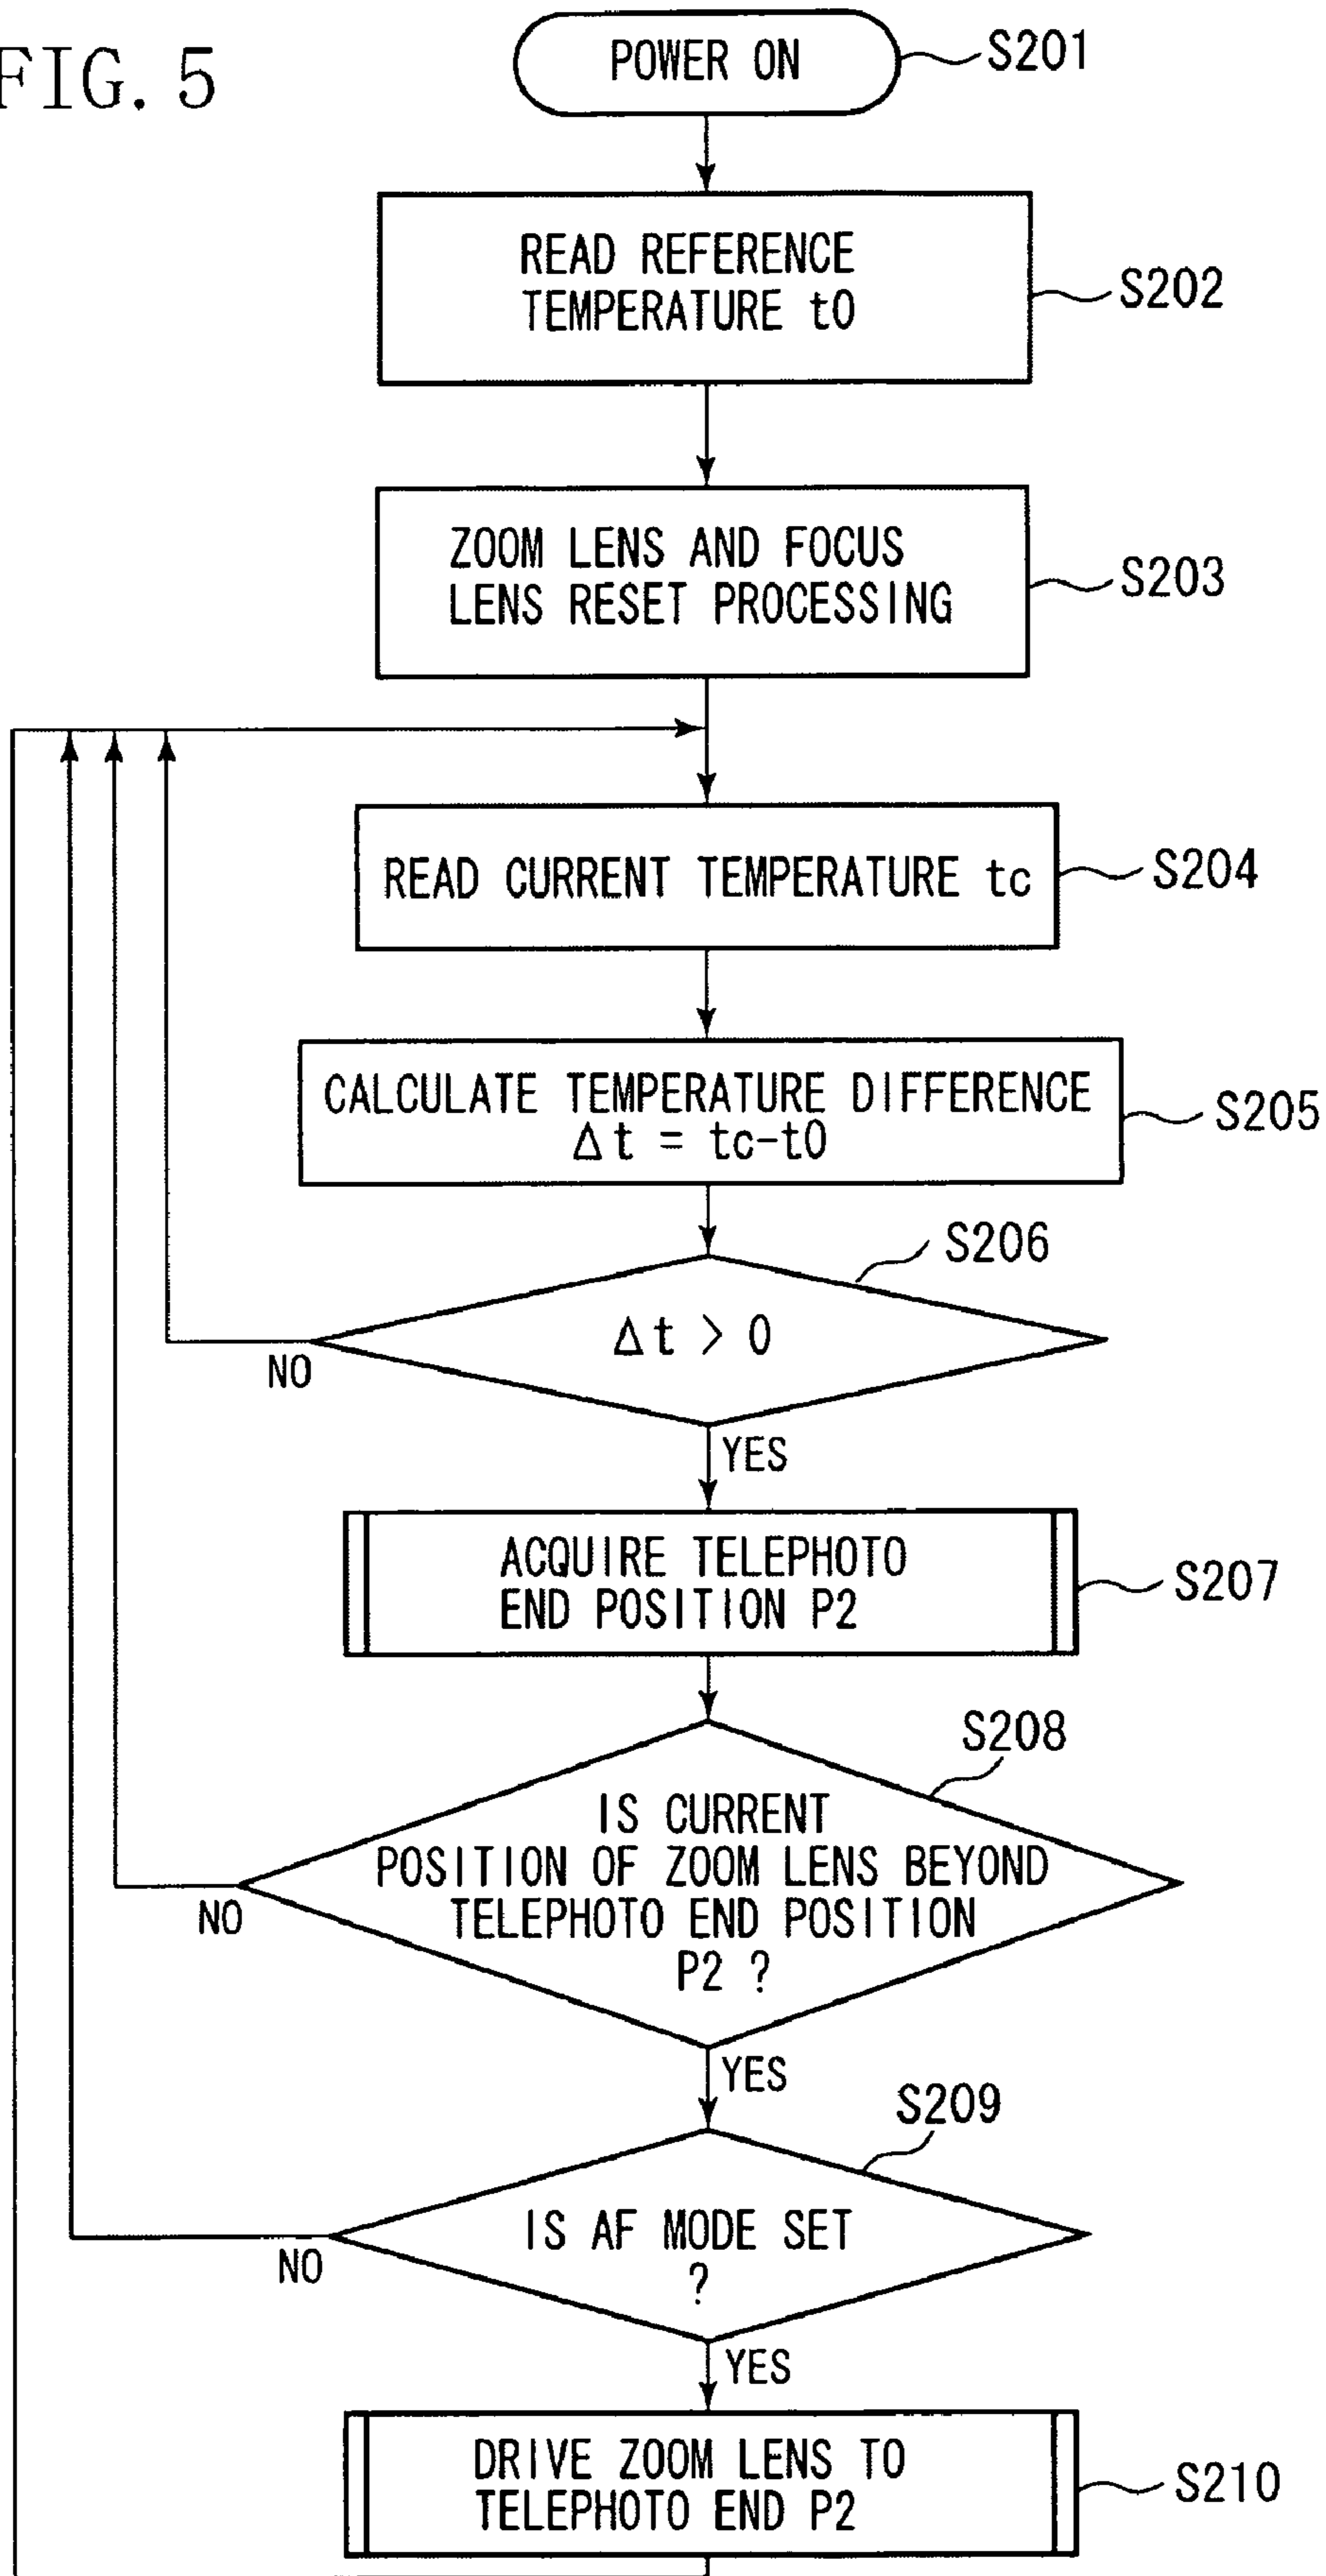 FIG. 5
POWER ON
S201
READ REFERENCE
TEMPERATURE t0
S202
ZOOM LENS AND FOCUS
LENS RESET PROCESSING
S203
READ CURRENT TEMPERATURE tc
S204
CALCULATE TEMPERATURE DIFFERENCE
Δt = tc-t0
S205
S206
Δt > 0
NO
YES
ACQUIRE TELEPHOTO
END POSITION P2
S207
S208
IS CURRENT
POSITION OF ZOOM LENS BEYOND
TELEPHOTO END POSITION
P2 ?
NO
YES
S209
IS AF MODE SET
?
NO
YES
DRIVE ZOOM LENS TO
TELEPHOTO END P2
S210